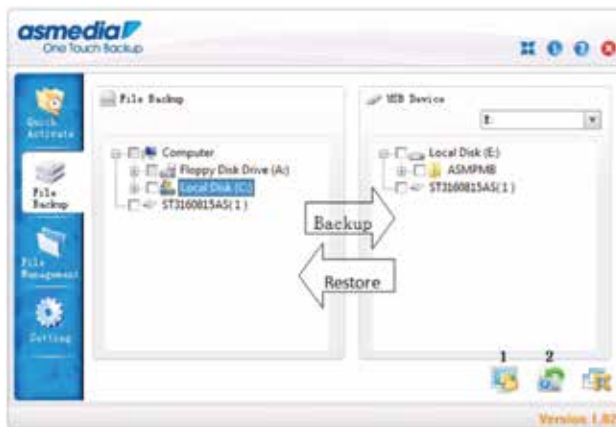 asmedia
One Touch Backup
Quick
Activate
File
Backup
File
Management
Setting
File Backup
Computer
Floppy Disk Drive (A:)
Local Disk (C:)
ST3160815AS( 1 )
USB Device
E:
Local Disk (E:)
ASMPMB
ST3160815AS( 1 )
Backup
Restore
1 2
Version 1.02